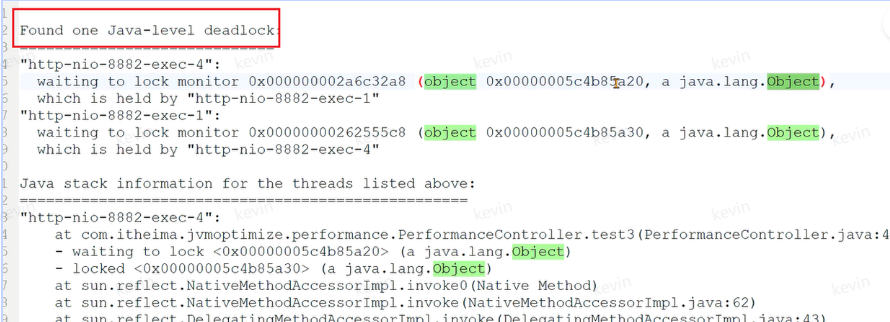 Found one Java-level deadlock:
=============================
"http-nio-8882-exec-4":
waiting to lock monitor 0x000000002a6c32a8 (object 0x00000005c4b85a20, a java.lang.Object),
which is held by "http-nio-8882-exec-1"
"http-nio-8882-exec-1":
waiting to lock monitor 0x00000000262555c8 (object 0x00000005c4b85a30, a java.lang.Object),
which is held by "http-nio-8882-exec-4"
Java stack information for the threads listed above:
===================================================
"http-nio-8882-exec-4":
at com.itheima.jvmoptimize.performance.PerformanceController.test3(PerformanceController.java:4
- waiting to lock <0x00000005c4b85a20> (a java.lang.Object)
- locked <0x00000005c4b85a30> (a java.lang.Object)
at sun.reflect.NativeMethodAccessorImpl.invoke0(Native Method)
at sun.reflect.NativeMethodAccessorImpl.invoke(NativeMethodAccessorImpl.java:62)
at sun.reflect.DelegatingMethodAccessorImpl.invoke(DelegatingMethodAccessorImpl.java:43)
kevin
kevin
kevin
kevin
kevin
kevin
kevin
kevin
kevin
kevin